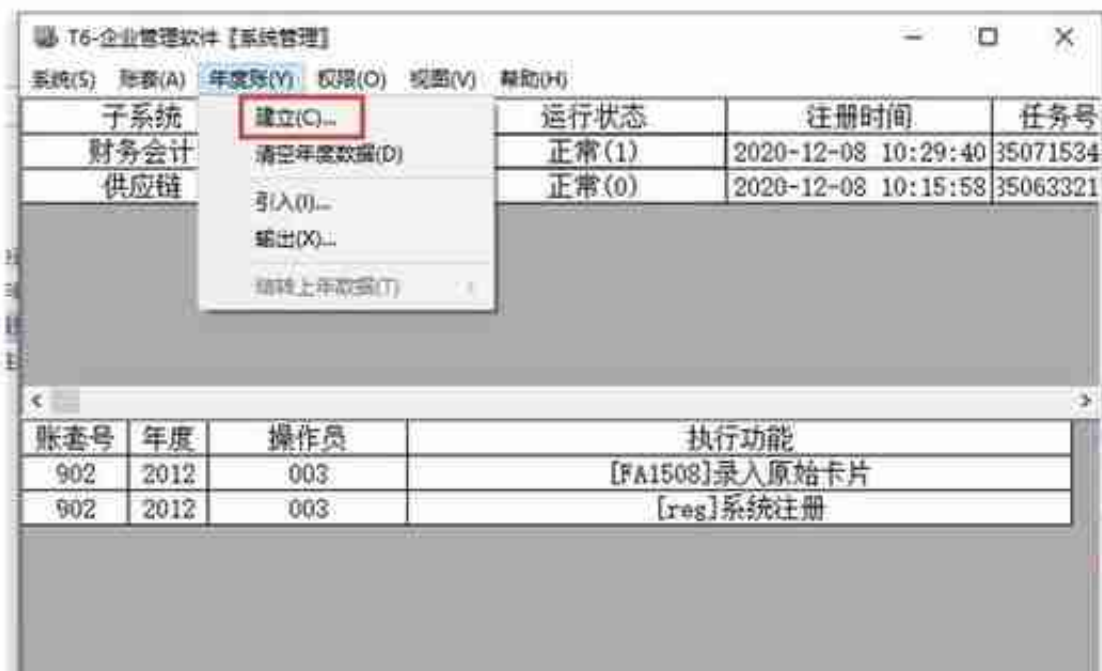 T6-企业管理软件【系统管理】
系统(S) 账套(A) 年度账(Y) 权限(O) 视图(V) 帮助(H)
子系统 运行状态 注册时间 任务号
建立(C)...
财务会计 正常(1) 2020-12-08 10:29:40 35071534
清空年度数据(D)
供应链 正常(0) 2020-12-08 10:15:58 35063321
引入(I)...
输出(X)...
结转上年数据(T)
账套号 年度 操作员 执行功能
902 2012 003 [FA1508]录入原始卡片
902 2012 003 [reg]系统注册